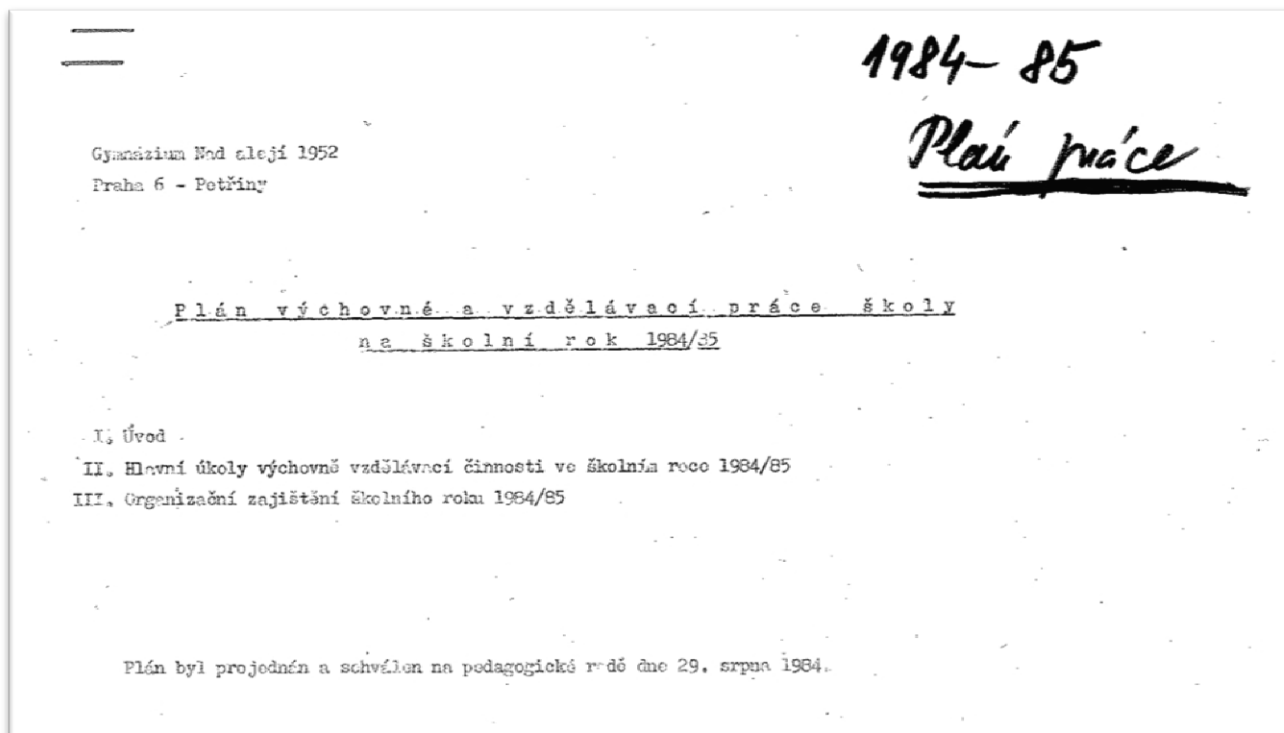 1984-85
Plán práce
Gymnázium Nad alejí 1952
Praha 6 - Petřiny
Plán výchovné a vzdělávací práce školy
na školní rok 1984/85
I. Úvod
II. Hlavní úkoly výchovně vzdělávací činnosti ve školním roce 1984/85
III. Organizační zajištění školního roku 1984/85
Plán byl projednán a schválen na pedagogické radě dne 29. srpna 1984.